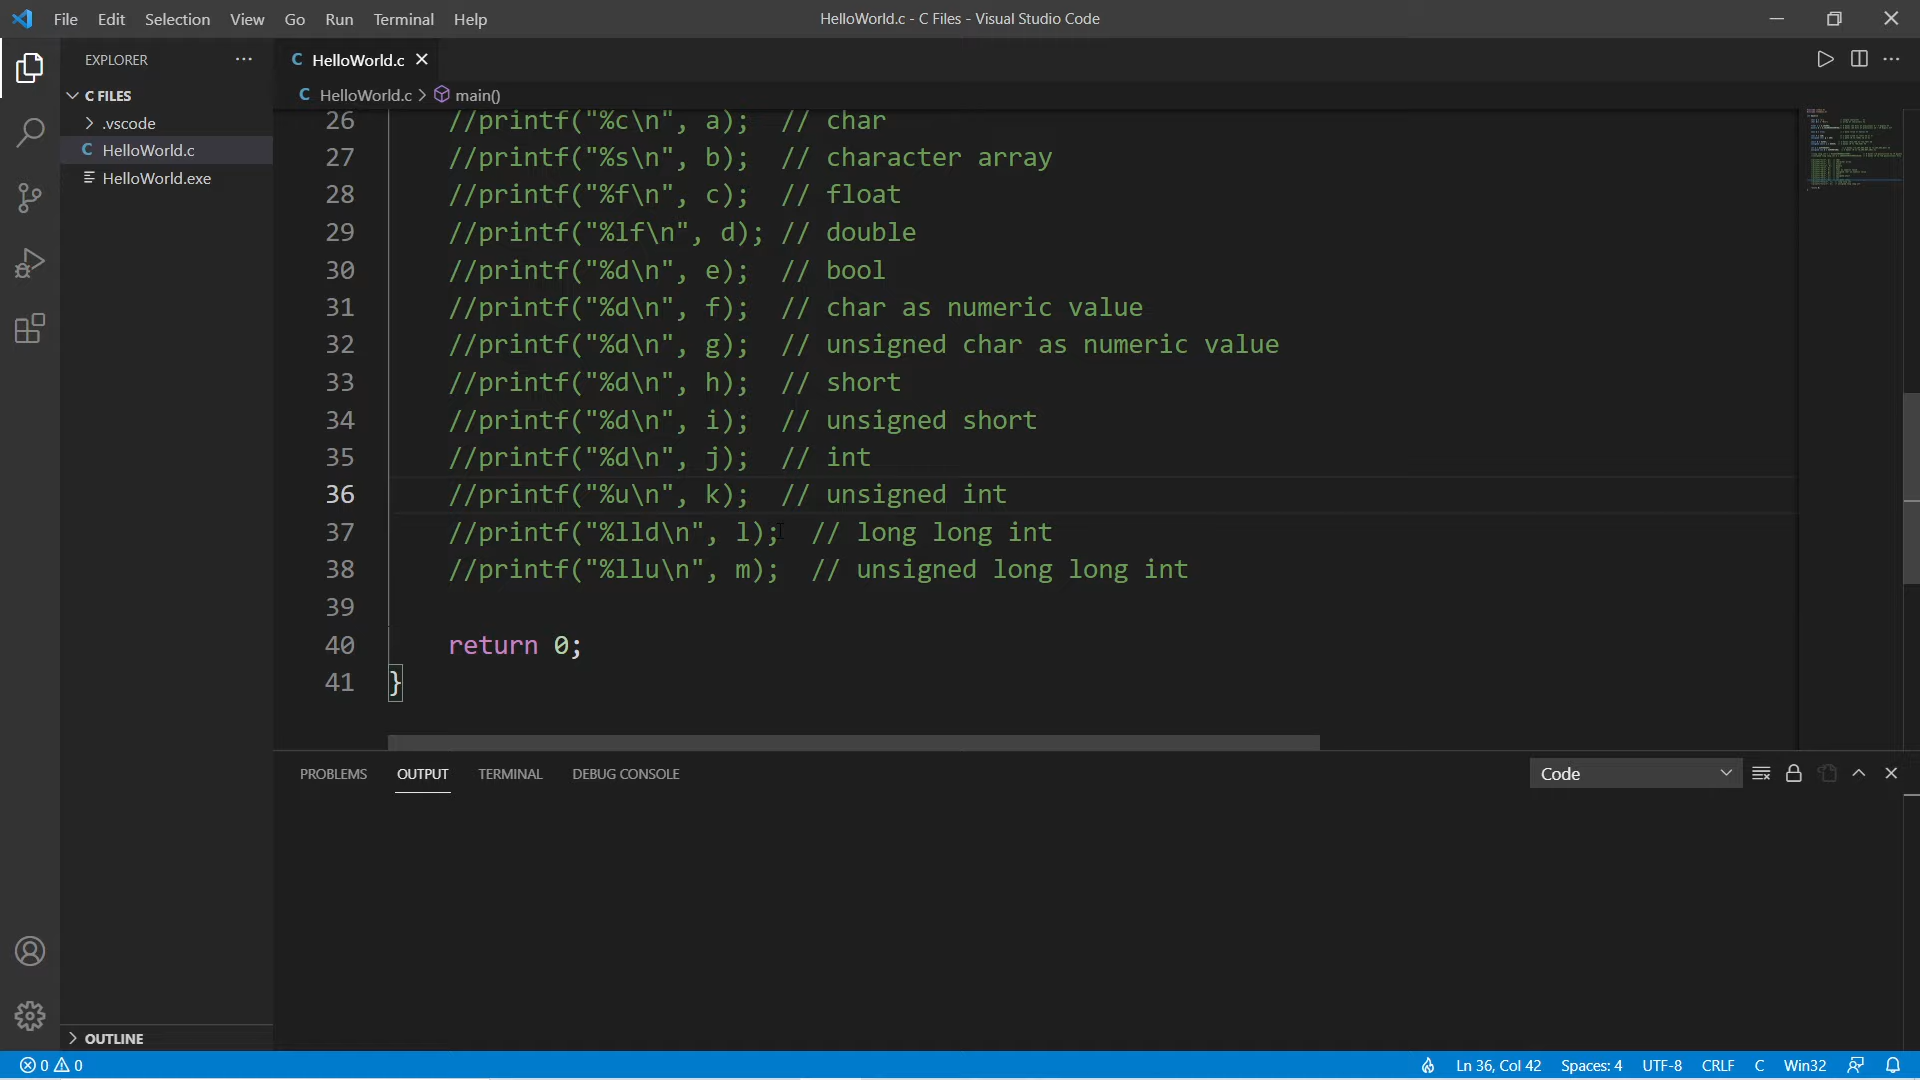 File Edit Selection View Go Run Terminal Help
HelloWorld.c - C Files - Visual Studio Code
EXPLORER
C FILES
.vscode
C HelloWorld.c
HelloWorld.exe
OUTLINE
C HelloWorld.c
C HelloWorld.c > main()
26 //printf("%c\n", a); // char
27 //printf("%s\n", b); // character array
28 //printf("%f\n", c); // float
29 //printf("%lf\n", d); // double
30 //printf("%d\n", e); // bool
31 //printf("%d\n", f); // char as numeric value
32 //printf("%d\n", g); // unsigned char as numeric value
33 //printf("%d\n", h); // short
34 //printf("%d\n", i); // unsigned short
35 //printf("%d\n", j); // int
36 //printf("%u\n", k); // unsigned int
37 //printf("%lld\n", l); // long long int
38 //printf("%llu\n", m); // unsigned long long int
39
40 return 0;
41 }
PROBLEMS OUTPUT TERMINAL DEBUG CONSOLE
Code
0 0
Ln 36, Col 42 Spaces: 4 UTF-8 CRLF C Win32